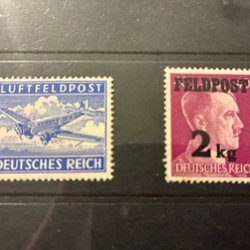 LUFTFELDPOST
DEUTSCHES REICH
FELDPOST
2 kg
DEUTSCHES REICH